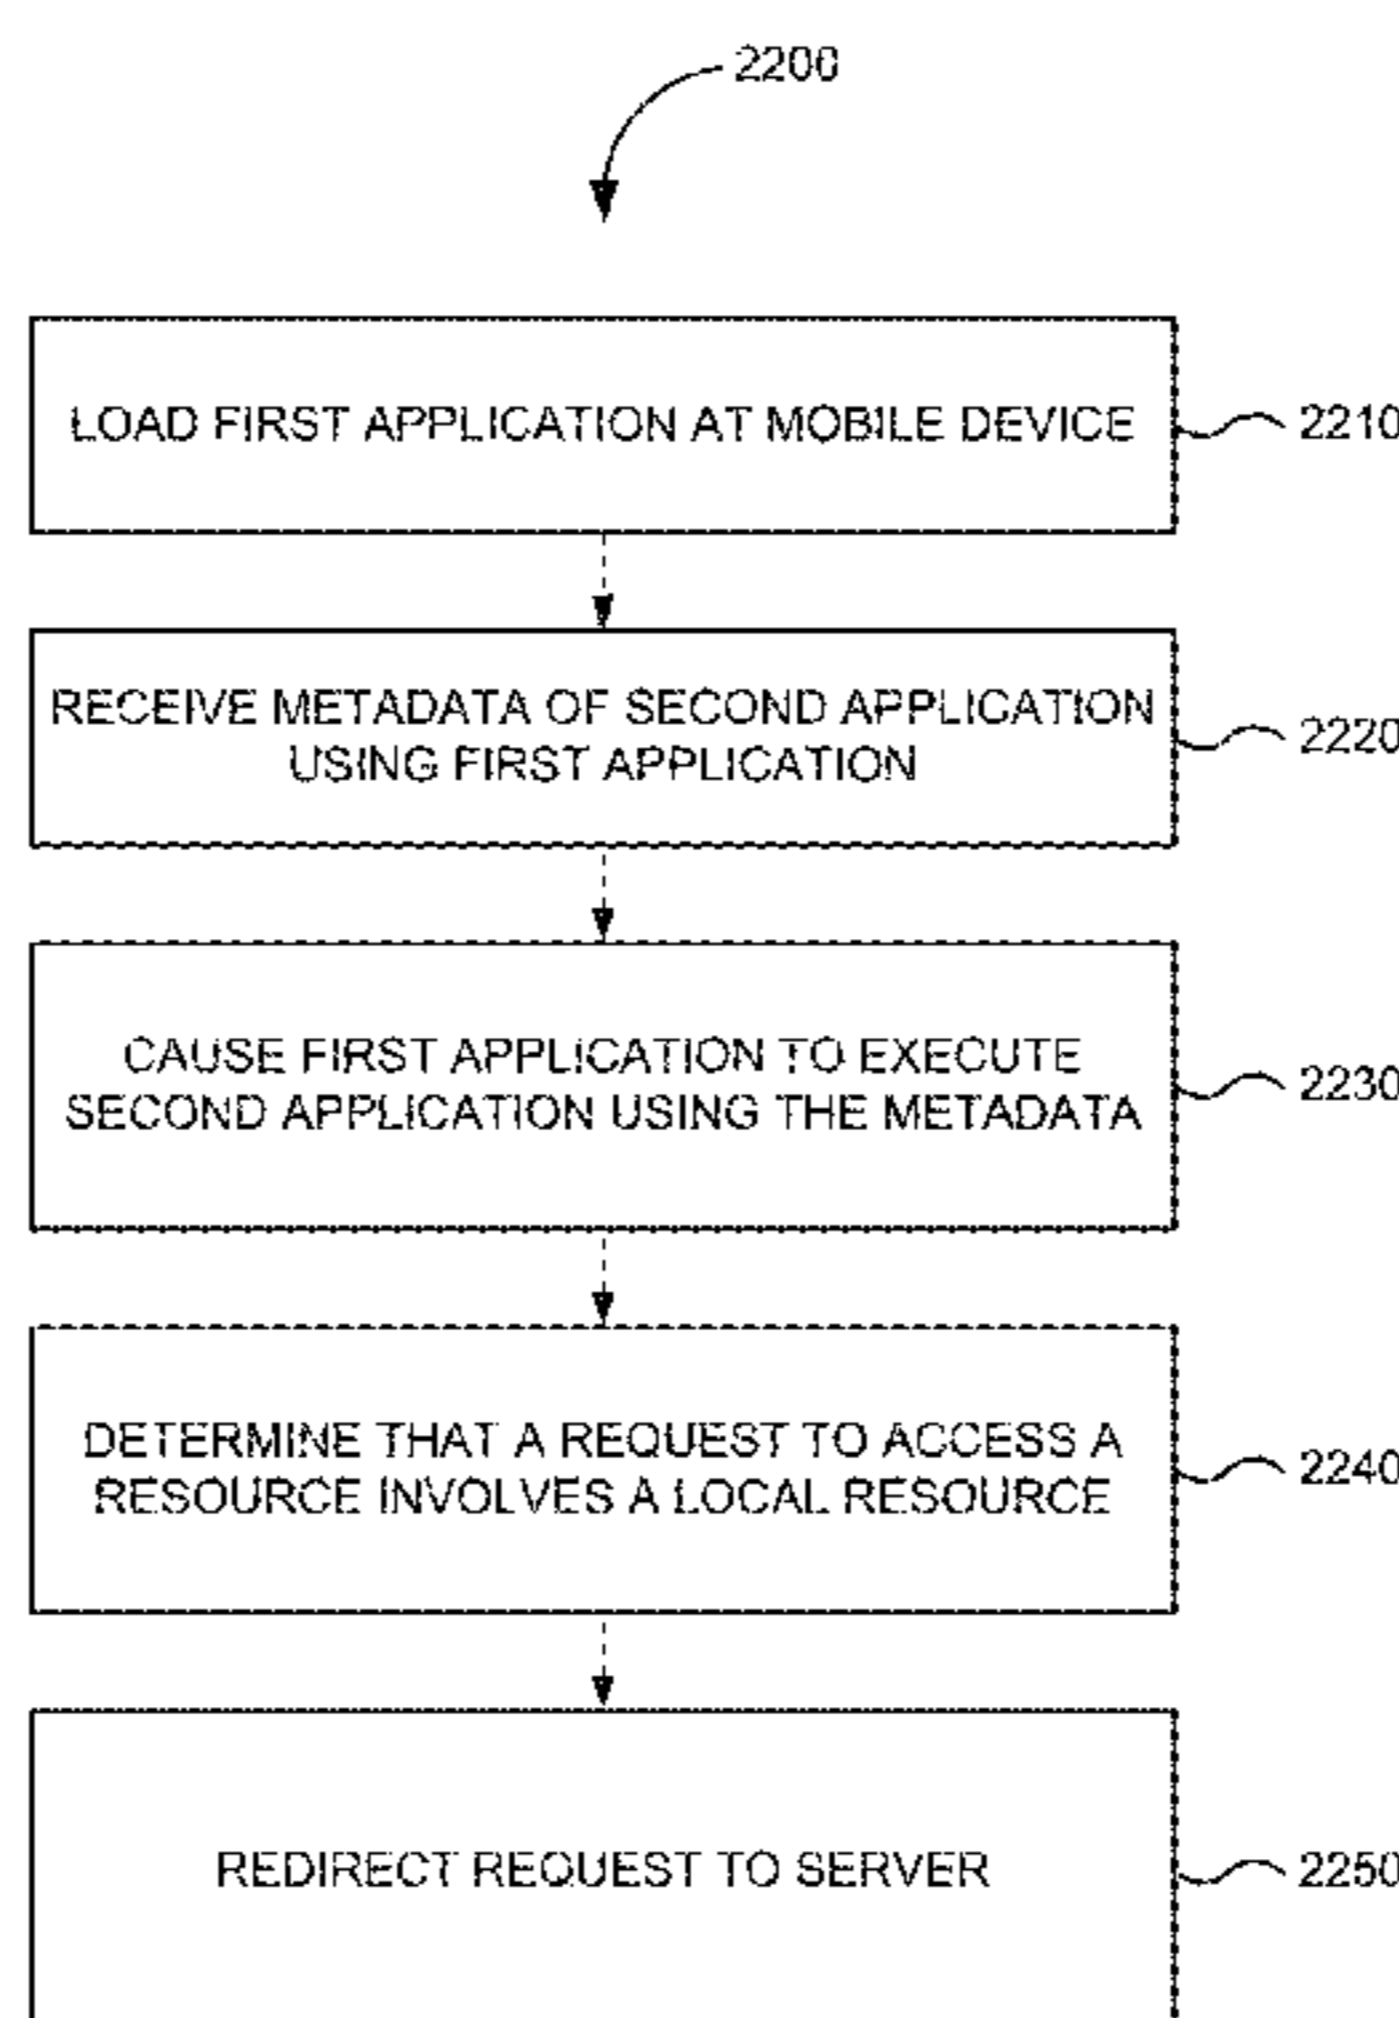 2200
LOAD FIRST APPLICATION AT MOBILE DEVICE
2210
RECEIVE METADATA OF SECOND APPLICATION
USING FIRST APPLICATION
2220
CAUSE FIRST APPLICATION TO EXECUTE
SECOND APPLICATION USING THE METADATA
2230
DETERMINE THAT A REQUEST TO ACCESS A
RESOURCE INVOLVES A LOCAL RESOURCE
2240
REDIRECT REQUEST TO SERVER
2250